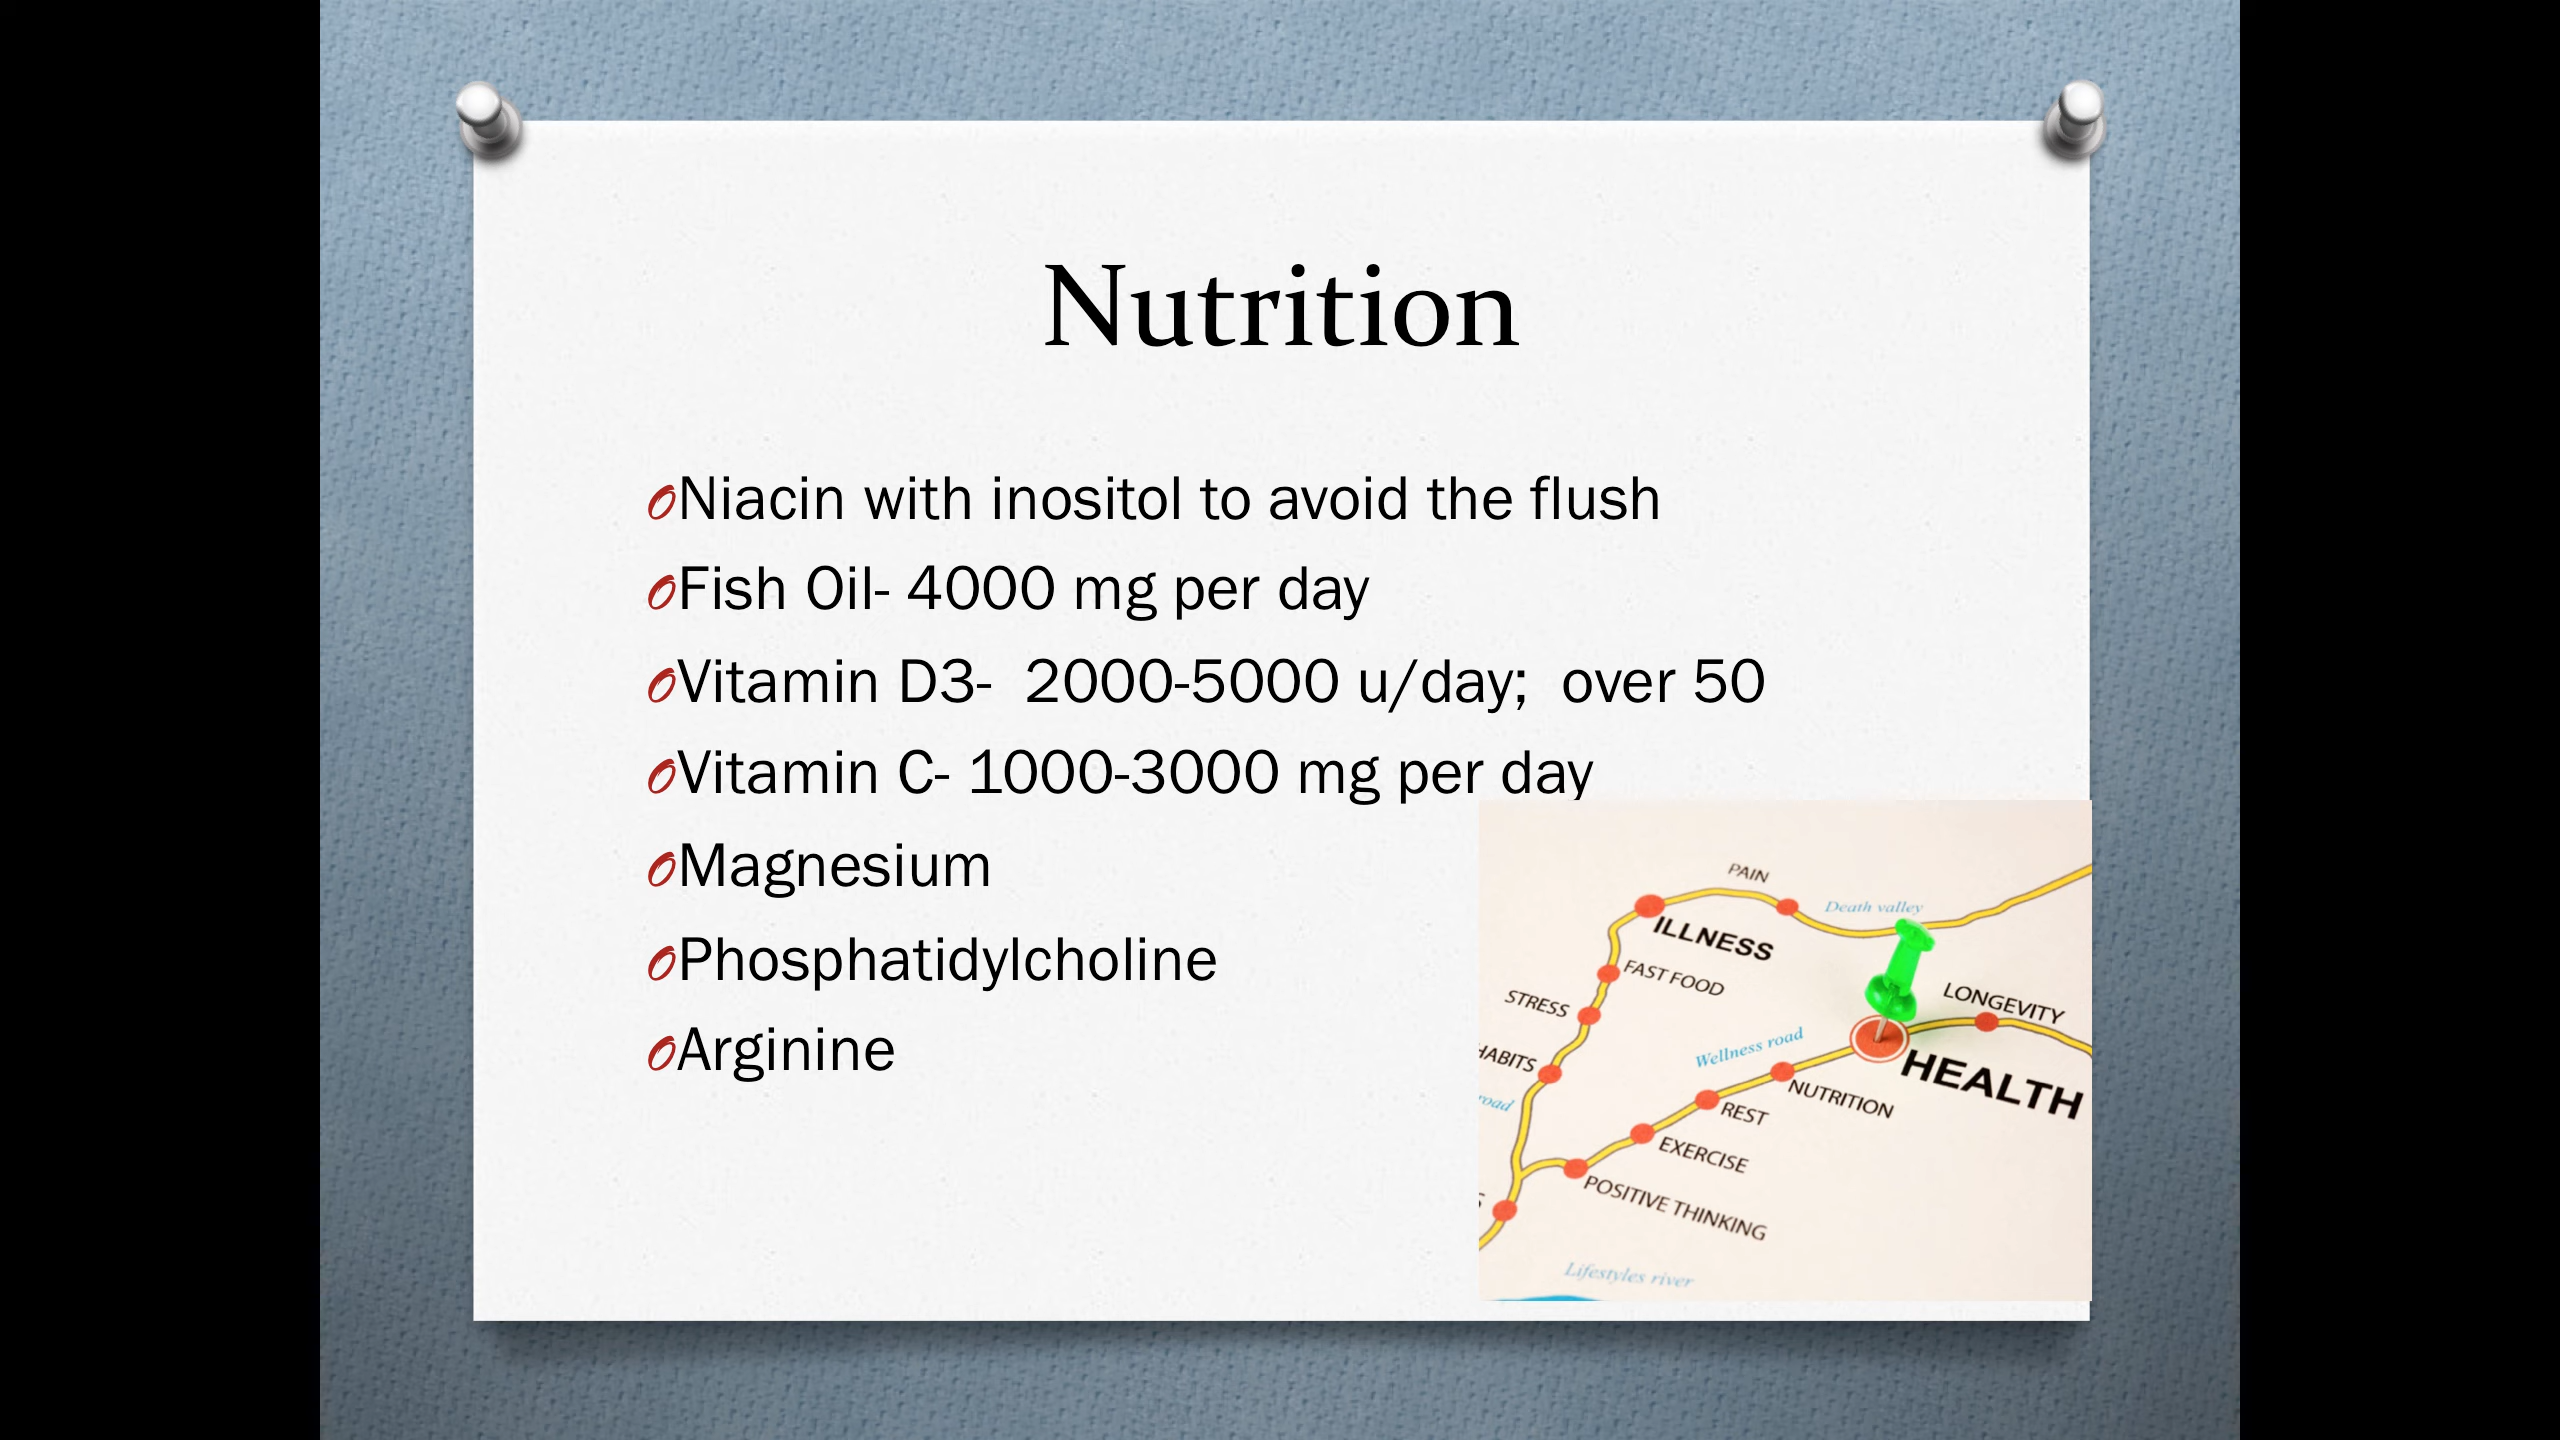 Nutrition
Niacin with inositol to avoid the flush
Fish Oil- 4000 mg per day
Vitamin D3-  2000-5000 u/day;  over 50
Vitamin C- 1000-3000 mg per day
Magnesium
Phosphatidylcholine
Arginine
PAIN
Death valley
ILLNESS
FAST FOOD
STRESS
LONGEVITY
Wellness road
HABITS
HEALTH
NUTRITION
road
REST
EXERCISE
POSITIVE THINKING
Lifestyles river